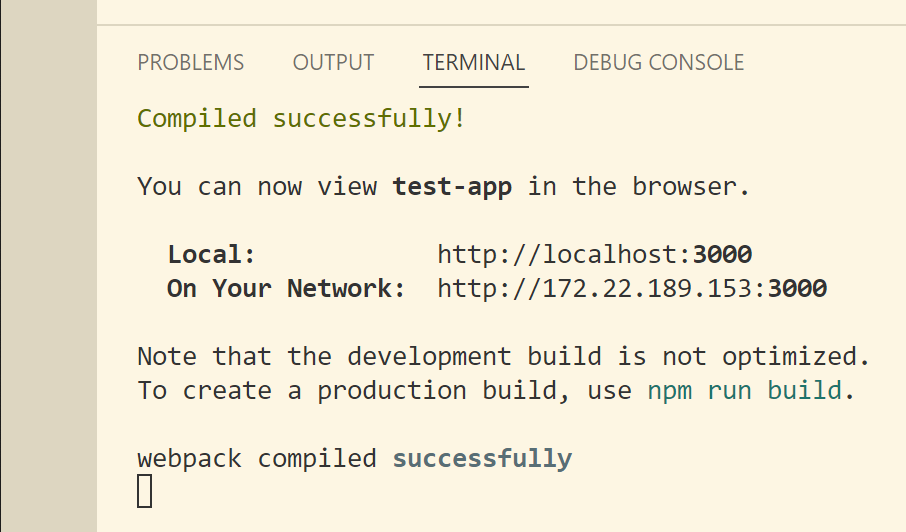 PROBLEMS OUTPUT TERMINAL DEBUG CONSOLE
Compiled successfully!
You can now view test-app in the browser.
Local: http://localhost:3000
On Your Network: http://172.22.189.153:3000
Note that the development build is not optimized.
To create a production build, use npm run build.
webpack compiled successfully